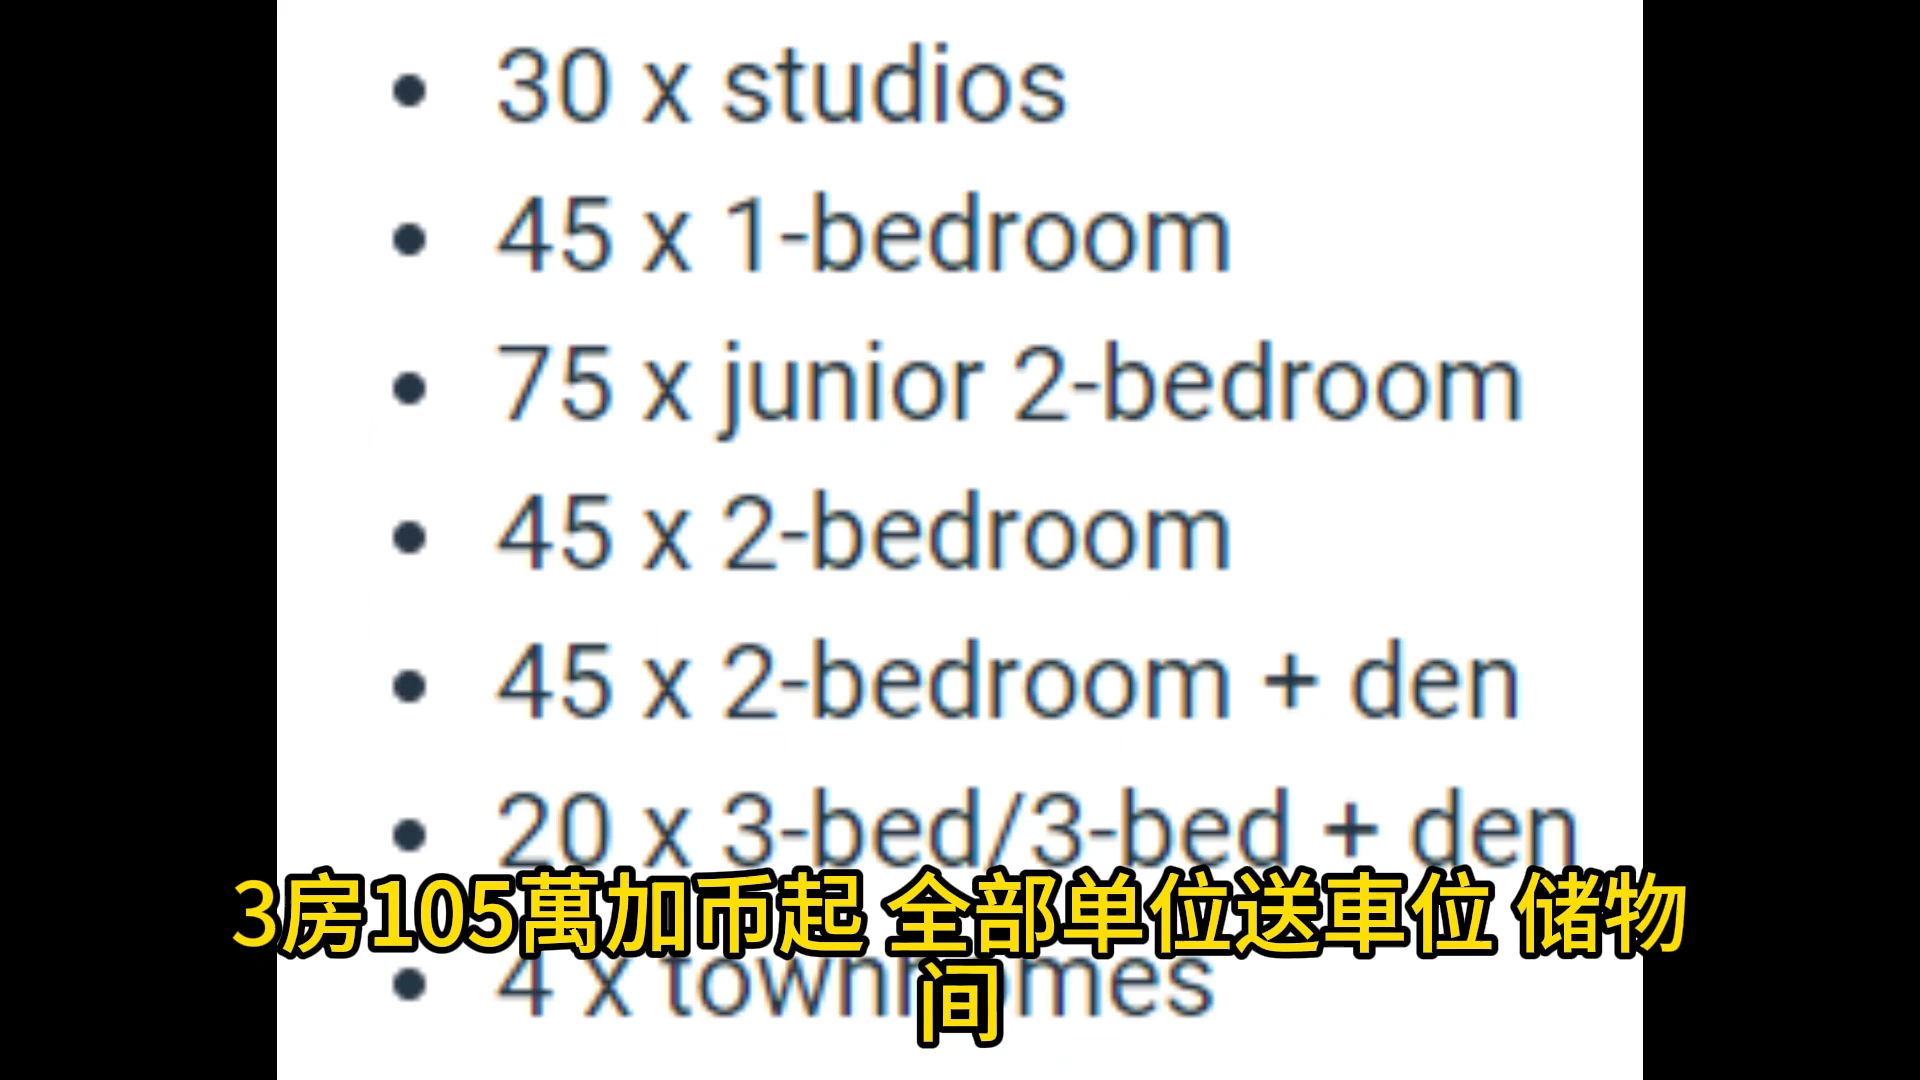 30 x studios
45 x 1-bedroom
75 x junior 2-bedroom
45 x 2-bedroom
45 x 2-bedroom + den
20 x 3-bed/3-bed + den
4 x townhomes
3房105萬加币起 全部单位送車位 储物
间